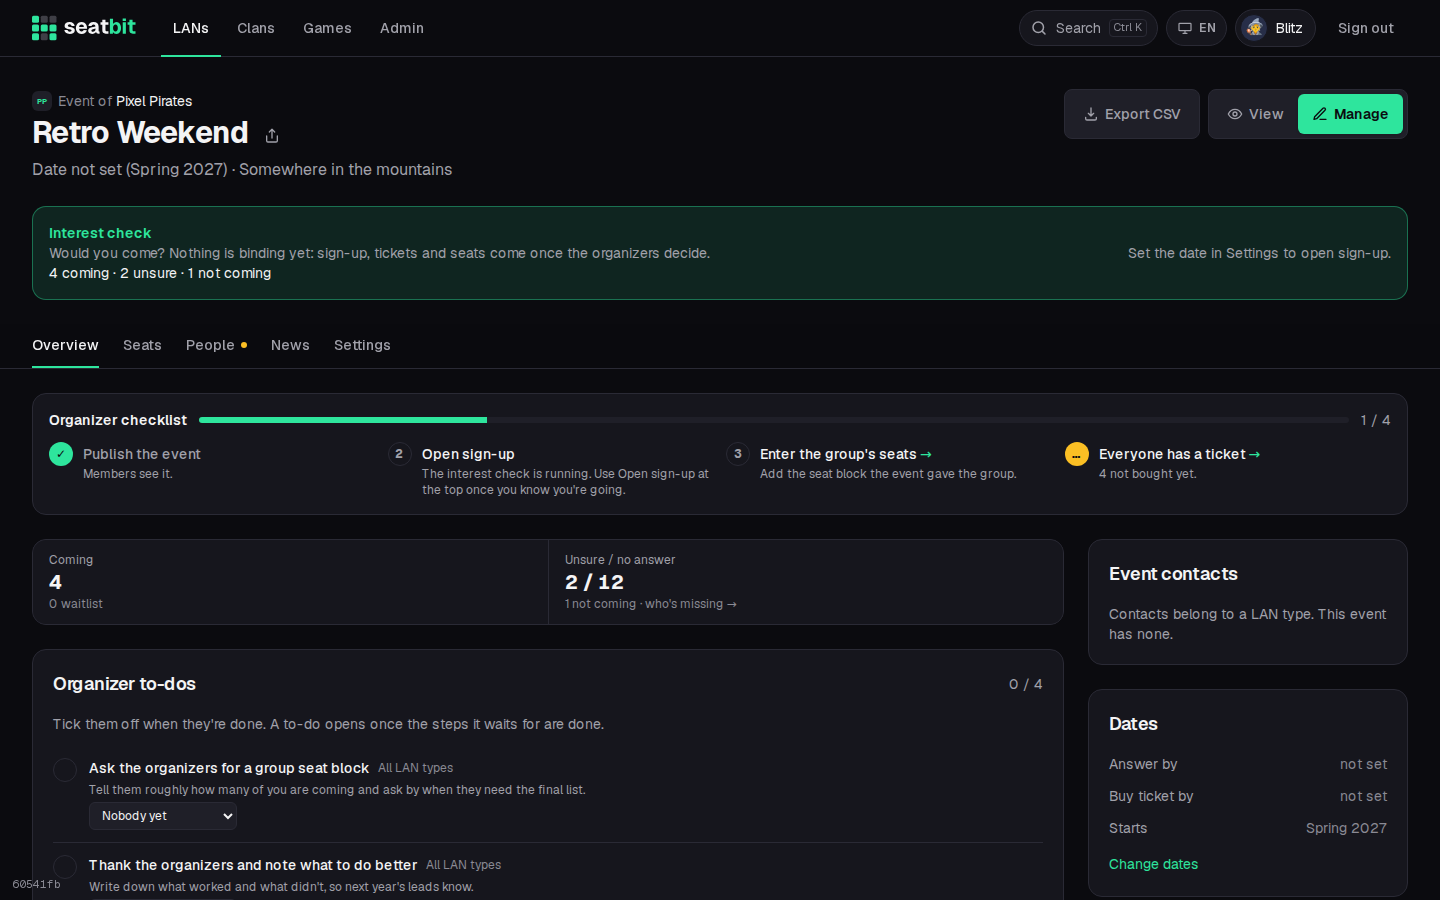 seatbit LANs Clans Games Admin Search Ctrl K EN Blitz Sign out
PP Event of Pixel Pirates
Retro Weekend
Export CSV View Manage
Date not set (Spring 2027) · Somewhere in the mountains
Interest check
Would you come? Nothing is binding yet: sign-up, tickets and seats come once the organizers decide.
Set the date in Settings to open sign-up.
4 coming · 2 unsure · 1 not coming
Overview Seats People News Settings
Organizer checklist 1 / 4
✓ Publish the event
Members see it.
2 Open sign-up
The interest check is running. Use Open sign-up at
the top once you know you're going.
3 Enter the group's seats →
Add the seat block the event gave the group.
… Everyone has a ticket →
4 not bought yet.
Coming
4
0 waitlist
Unsure / no answer
2 / 12
1 not coming · who's missing →
Event contacts
Contacts belong to a LAN type. This event
has none.
Organizer to-dos 0 / 4
Tick them off when they're done. A to-do opens once the steps it waits for are done.
Ask the organizers for a group seat block All LAN types
Tell them roughly how many of you are coming and ask by when they need the final list.
Nobody yet
Thank the organizers and note what to do better All LAN types
Write down what worked and what didn't, so next year's leads know.
Dates
Answer by not set
Buy ticket by not set
Starts Spring 2027
Change dates
60541fb